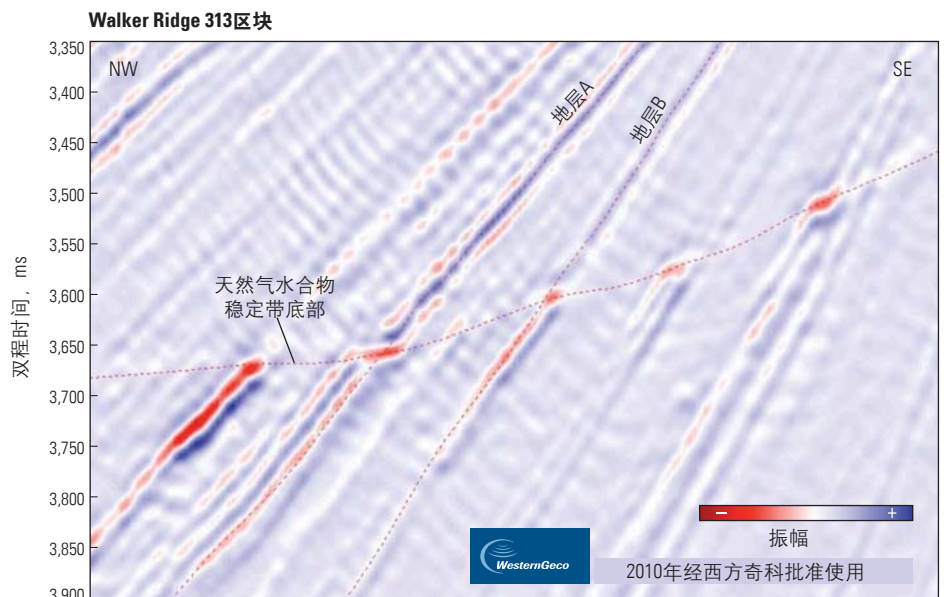 Walker Ridge 313区块
3,350
3,400
3,450
3,500
3,550
3,600
3,650
3,700
3,750
3,800
3,850
3,900
双程时间，ms
NW
SE
地层A
地层B
天然气水合物
稳定带底部
− +
振幅
WesternGeco
2010年经西方奇科批准使用